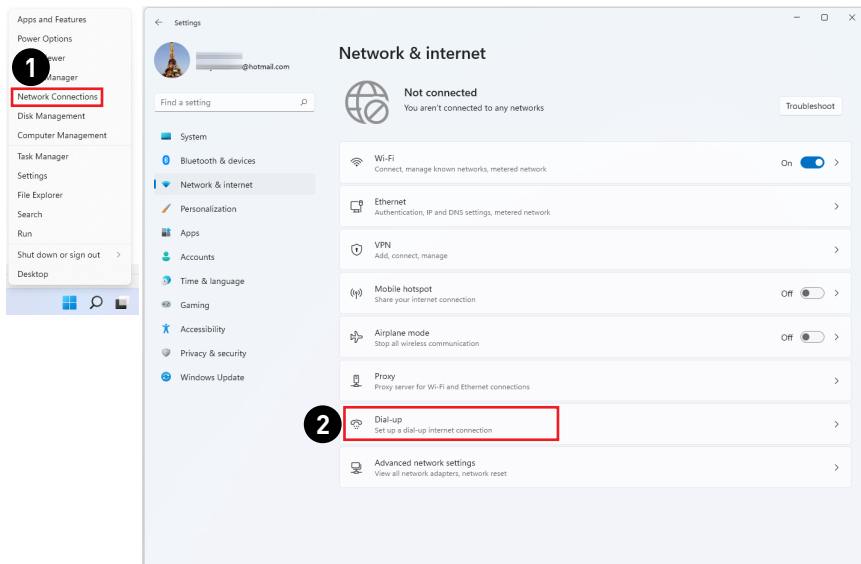 Apps and Features
Power Options
1
Network Connections
Disk Management
Computer Management
Task Manager
Settings
File Explorer
Search
Run
Shut down or sign out
Desktop
Settings
@hotmail.com
Find a setting
System
Bluetooth & devices
Network & internet
Personalization
Apps
Accounts
Time & language
Gaming
Accessibility
Privacy & security
Windows Update
Network & internet
Not connected
You aren't connected to any networks
Troubleshoot
Wi-Fi
Connect, manage known networks, metered network
On
Ethernet
Authentication, IP and DNS settings, metered network
VPN
Add, connect, manage
Mobile hotspot
Share your internet connection
Off
Airplane mode
Stop all wireless communication
Off
Proxy
Proxy server for Wi-Fi and Ethernet connections
2
Dial-up
Set up a dial-up internet connection
Advanced network settings
View all network adapters, network reset